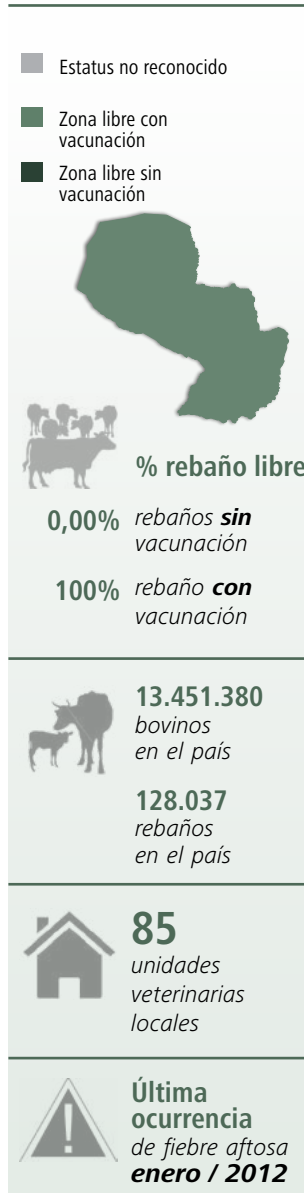 Estatus no reconocido
Zona libre con
vacunación
Zona libre sin
vacunación
% rebaño libre
0,00% rebaños sin
vacunación
100% rebaño con
vacunación
13.451.380
bovinos
en el país
128.037
rebaños
en el país
85
unidades
veterinarias
locales
Última
ocurrencia
de fiebre aftosa
enero / 2012